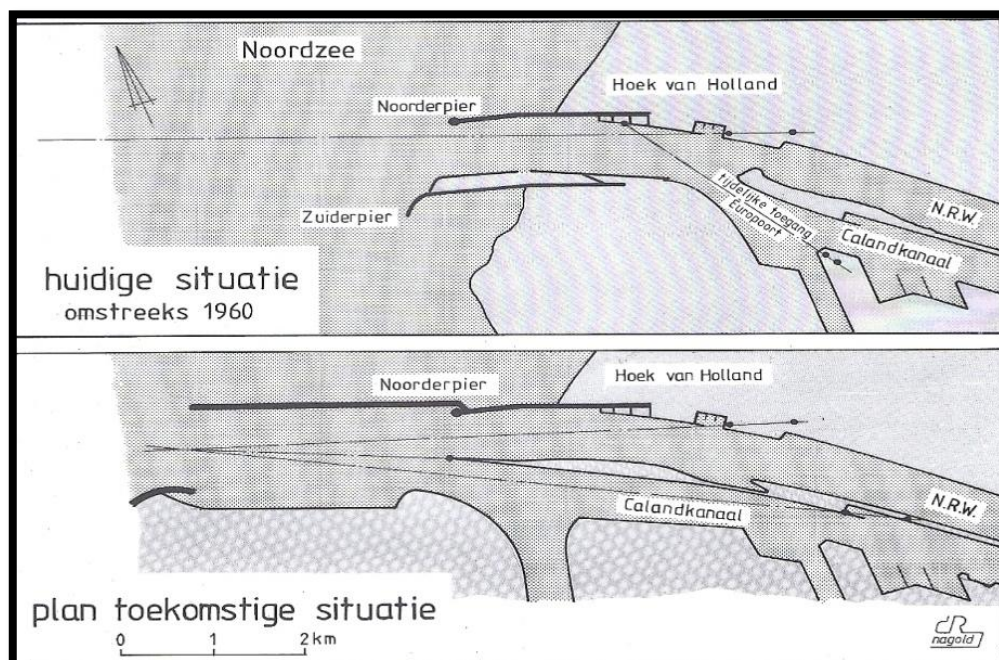 Noordzee
Hoek van Holland
Noorderpier
Zuiderpier
tijdelijke toegang
Europoort
N.R.W.
Calandkanaal
huidige situatie
omstreeks 1960
Noorderpier
Hoek van Holland
Calandkanaal
N.R.W.
plan toekomstige situatie
0 1 2 km
dR
nagold